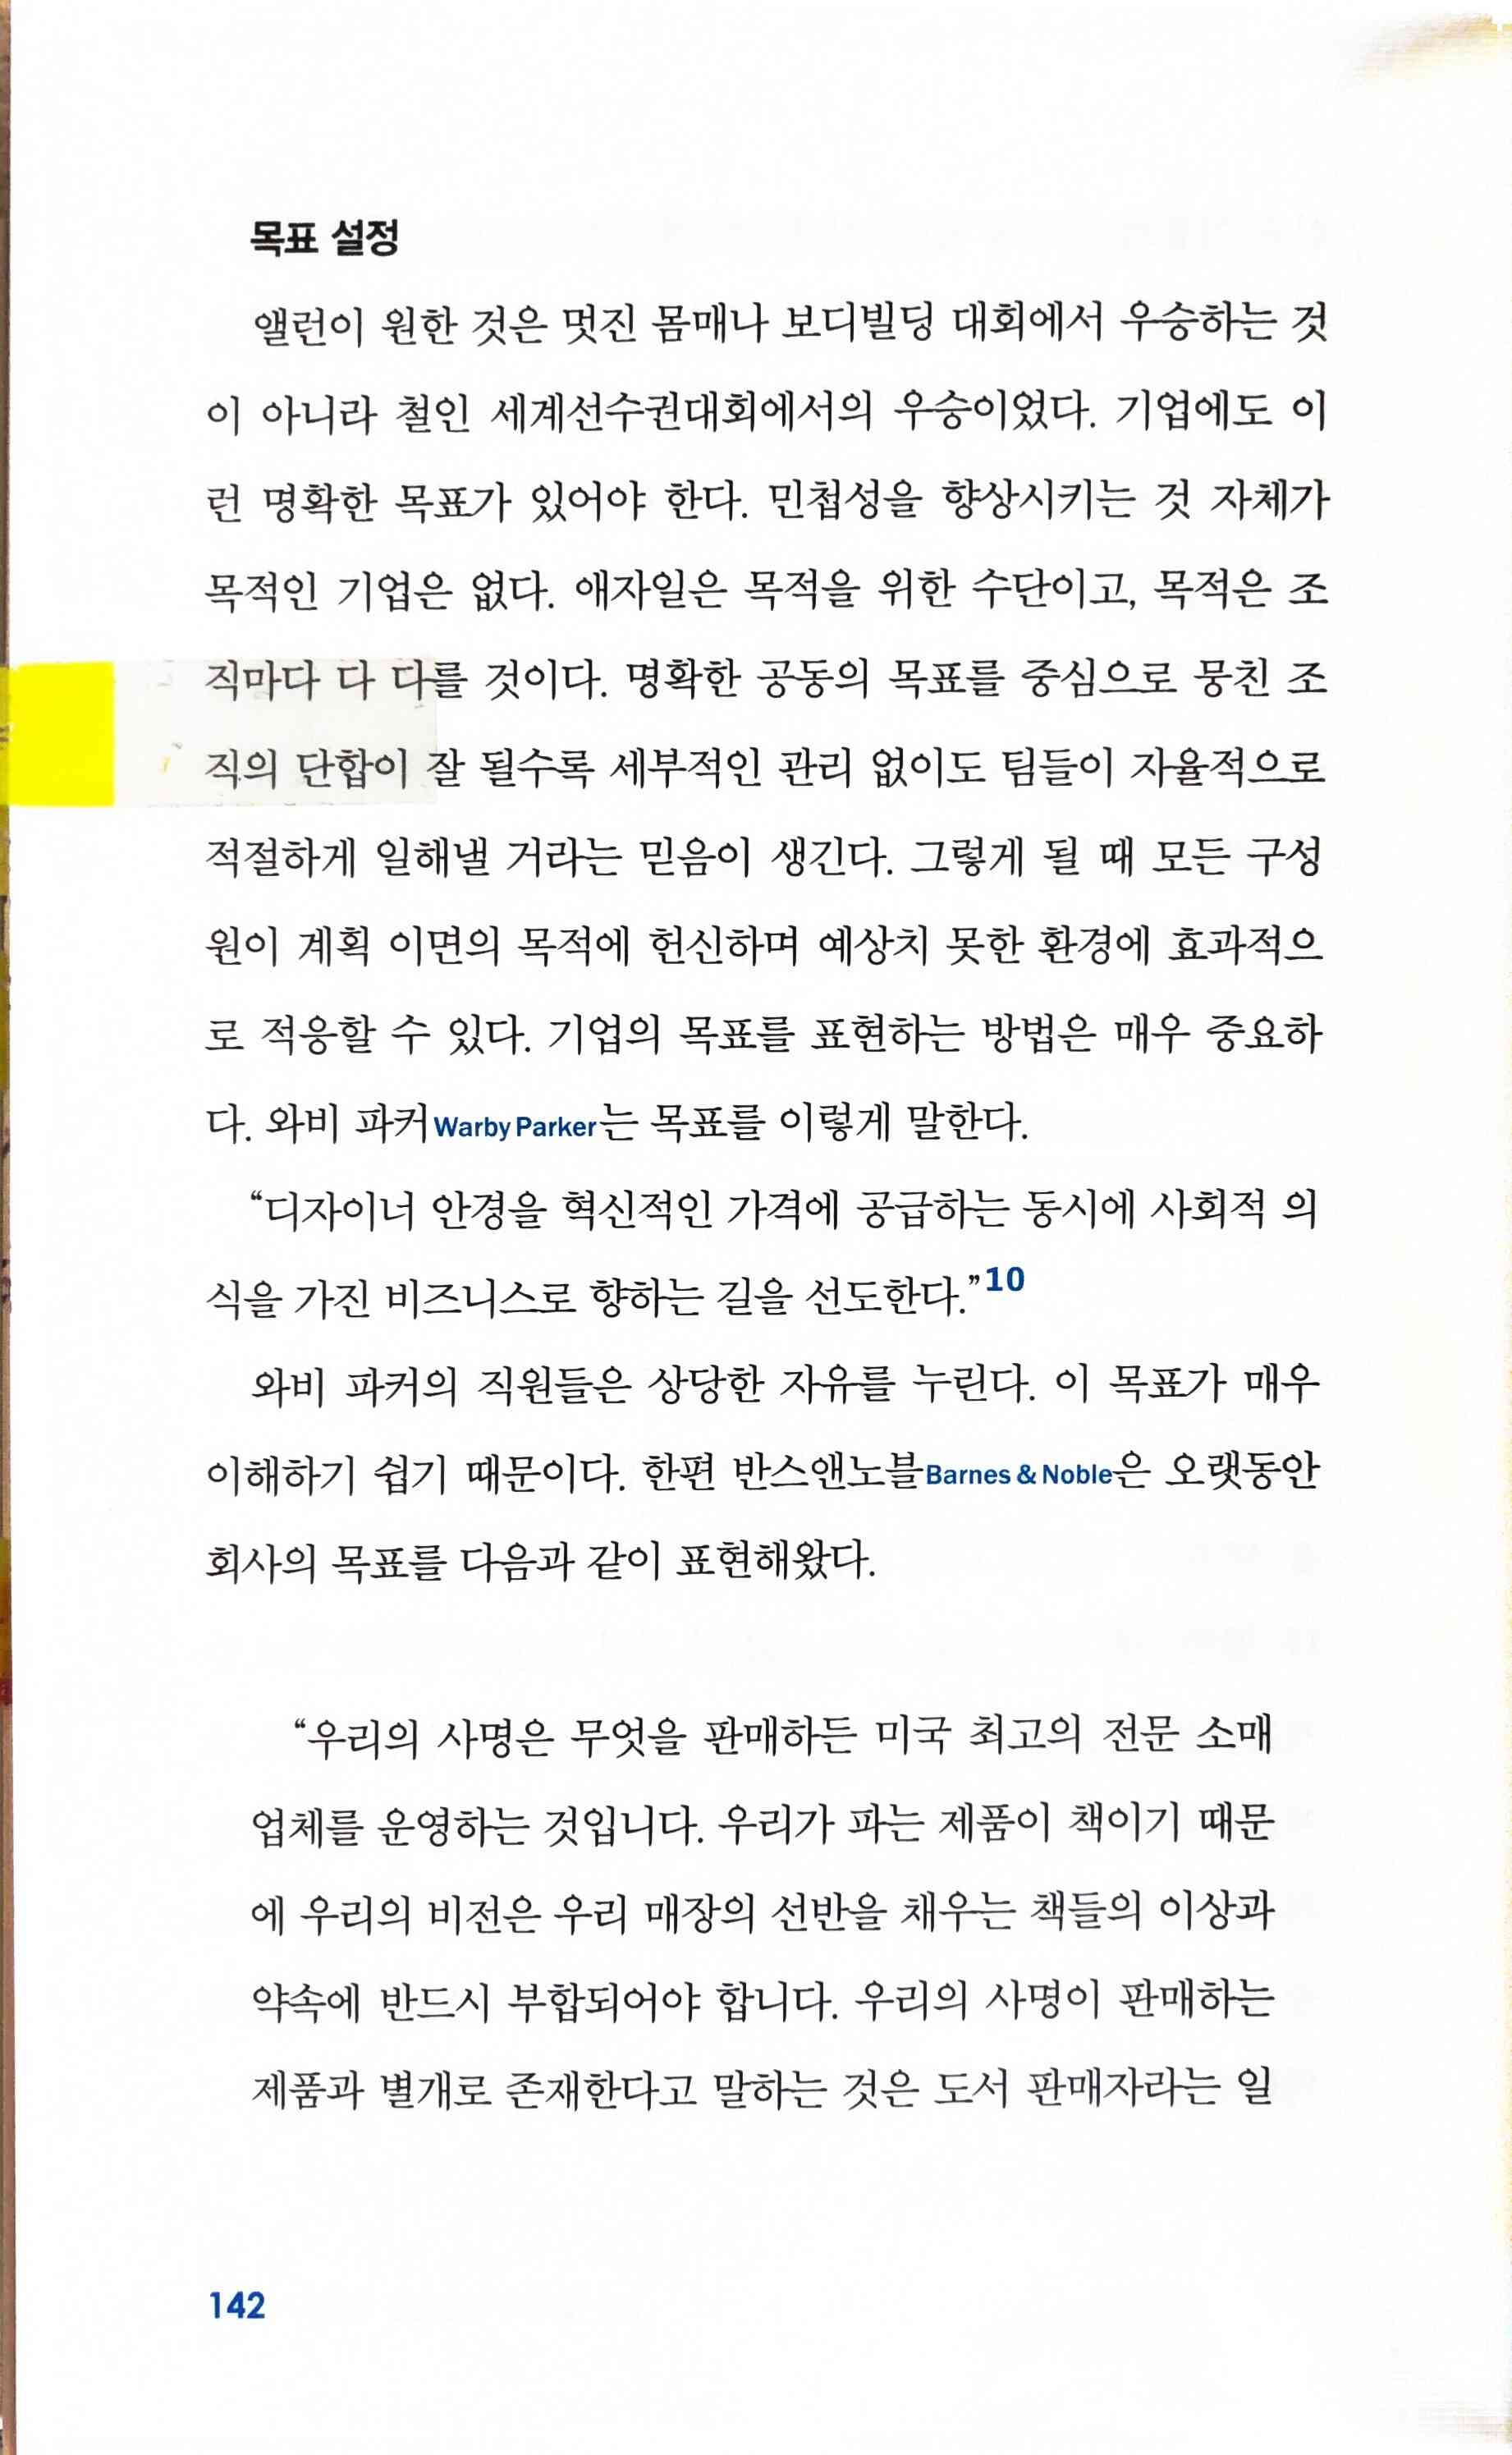 목표 설정
앨런이 원한 것은 멋진 몸매나 보디빌딩 대회에서 우승하는 것
이 아니라 철인 세계선수권대회에서의 우승이었다. 기업에도 이
런 명확한 목표가 있어야 한다. 민첩성을 향상시키는 것 자체가
목적인 기업은 없다. 애자일은 목적을 위한 수단이고, 목적은 조
직마다 다 다를 것이다. 명확한 공동의 목표를 중심으로 뭉친 조
직의 단합이 잘 될수록 세부적인 관리 없이도 팀들이 자율적으로
적절하게 일해낼 거라는 믿음이 생긴다. 그렇게 될 때 모든 구성
원이 계획 이면의 목적에 헌신하며 예상치 못한 환경에 효과적으
로 적응할 수 있다. 기업의 목표를 표현하는 방법은 매우 중요하
다. 와비 파커Warby Parker는 목표를 이렇게 말한다.
“디자이너 안경을 혁신적인 가격에 공급하는 동시에 사회적 의
식을 가진 비즈니스로 향하는 길을 선도한다.”10
와비 파커의 직원들은 상당한 자유를 누린다. 이 목표가 매우
이해하기 쉽기 때문이다. 한편 반스앤노블Barnes & Noble은 오랫동안
회사의 목표를 다음과 같이 표현해왔다.
“우리의 사명은 무엇을 판매하든 미국 최고의 전문 소매
업체를 운영하는 것입니다. 우리가 파는 제품이 책이기 때문
에 우리의 비전은 우리 매장의 선반을 채우는 책들의 이상과
약속에 반드시 부합되어야 합니다. 우리의 사명이 판매하는
제품과 별개로 존재한다고 말하는 것은 도서 판매자라는 일
142